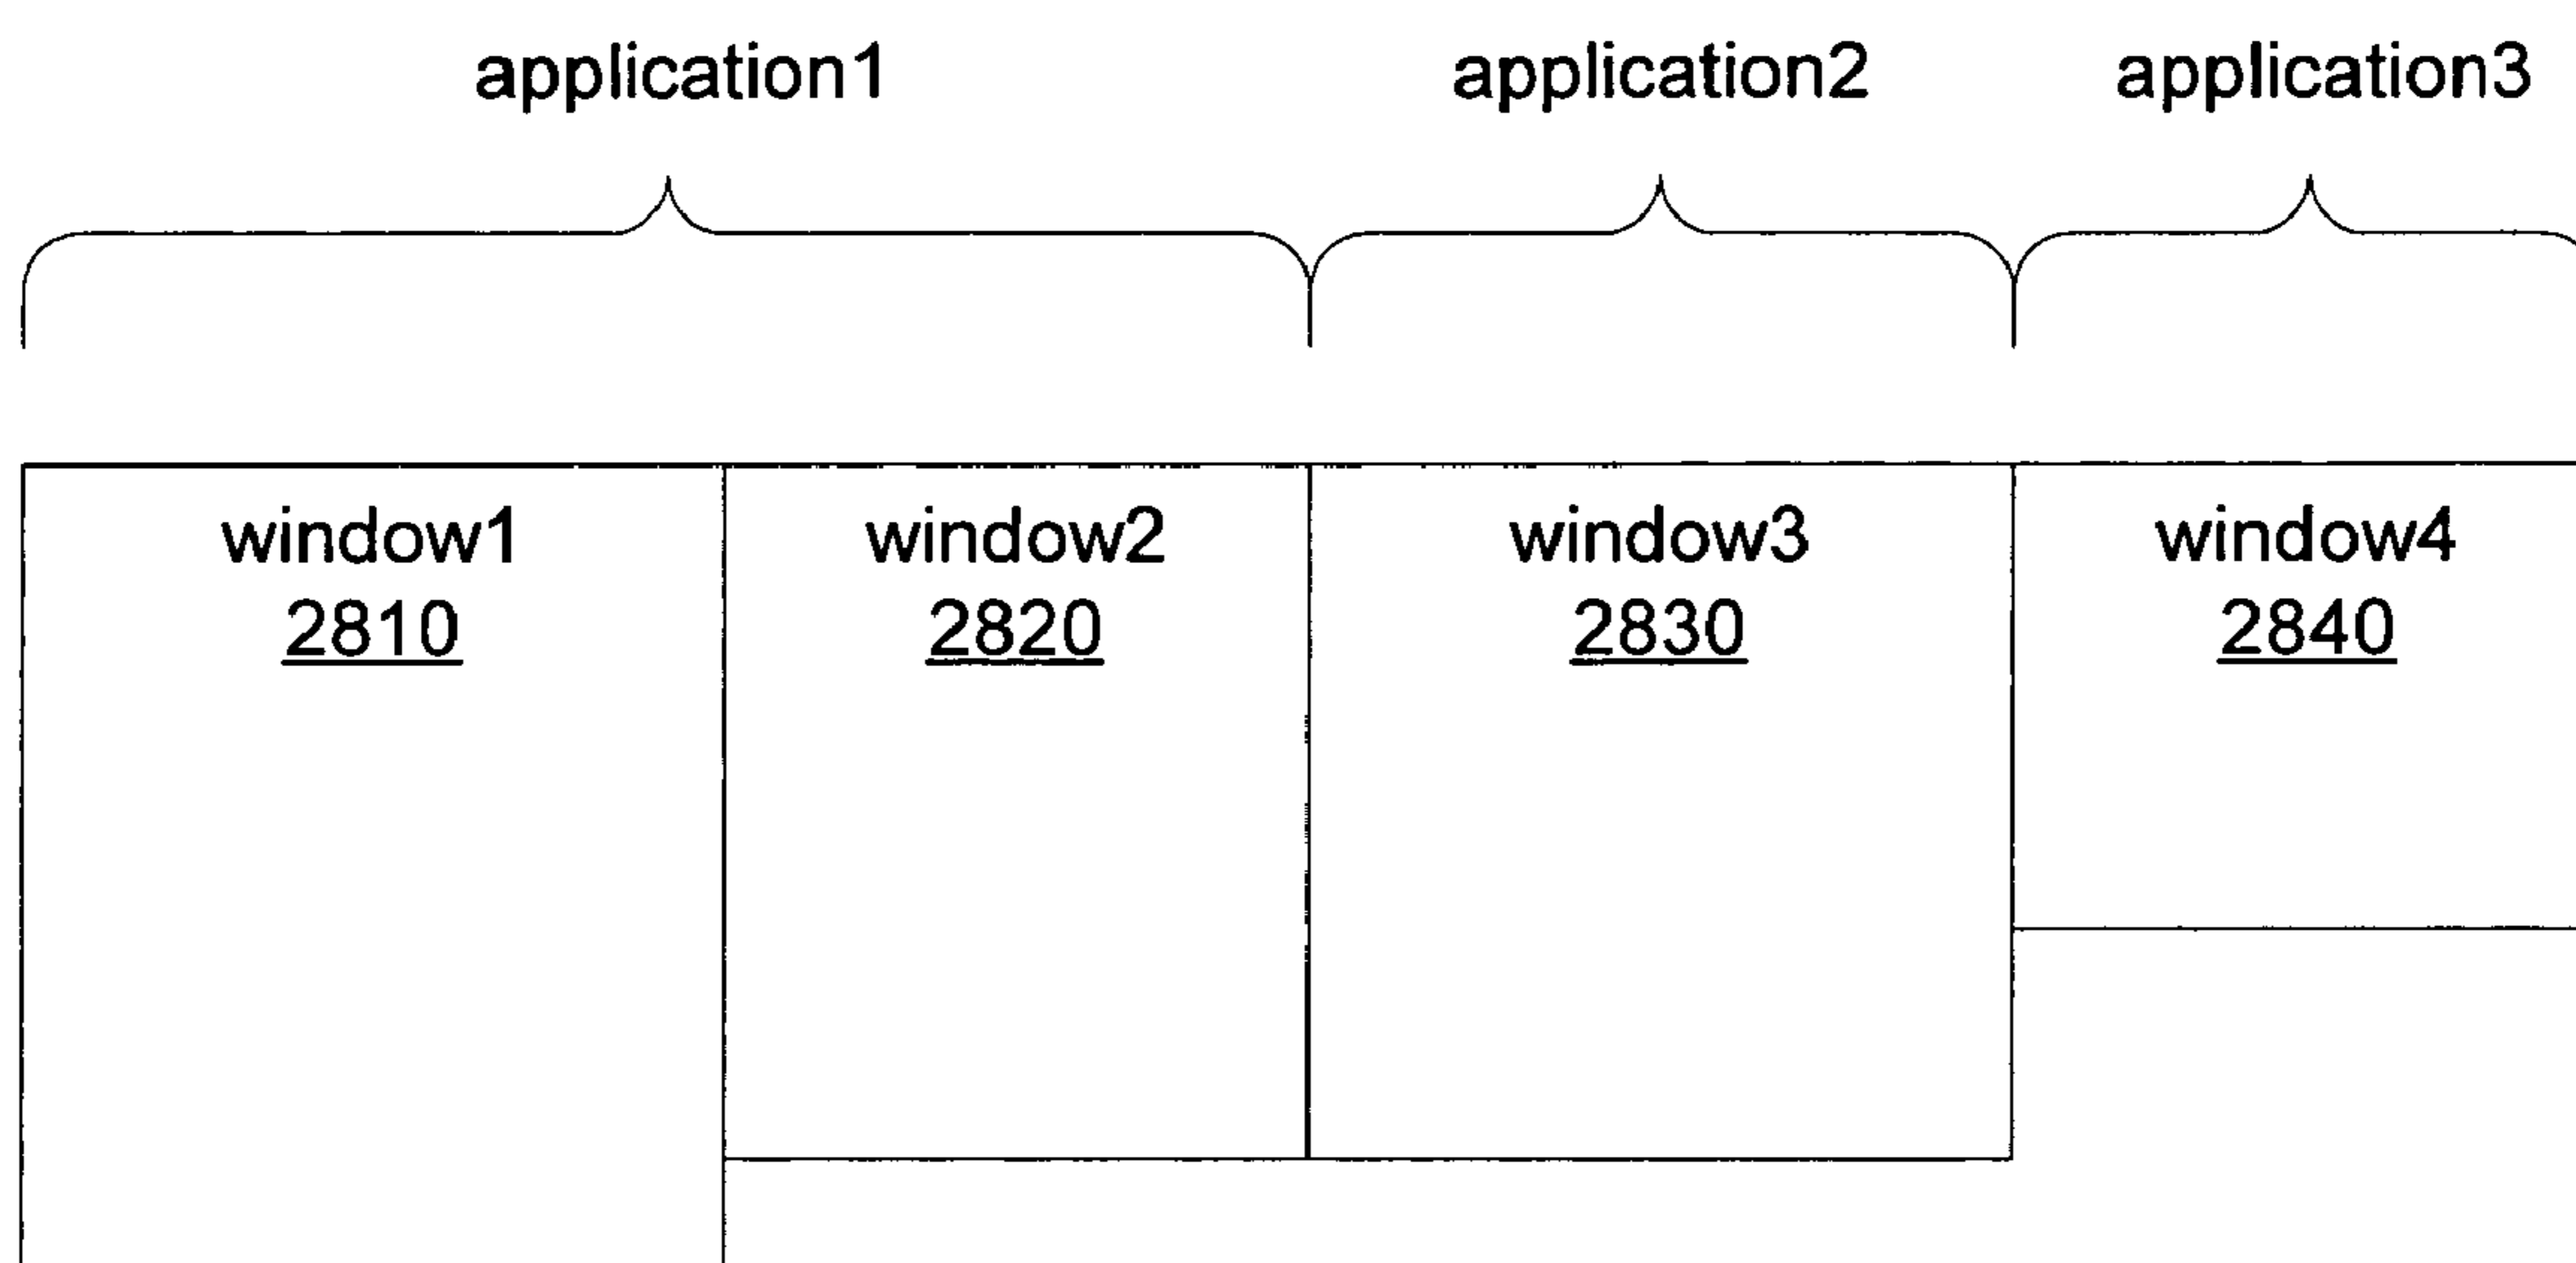 application1 application2 application3
window1 window2 window3 window4
2810 2820 2830 2840